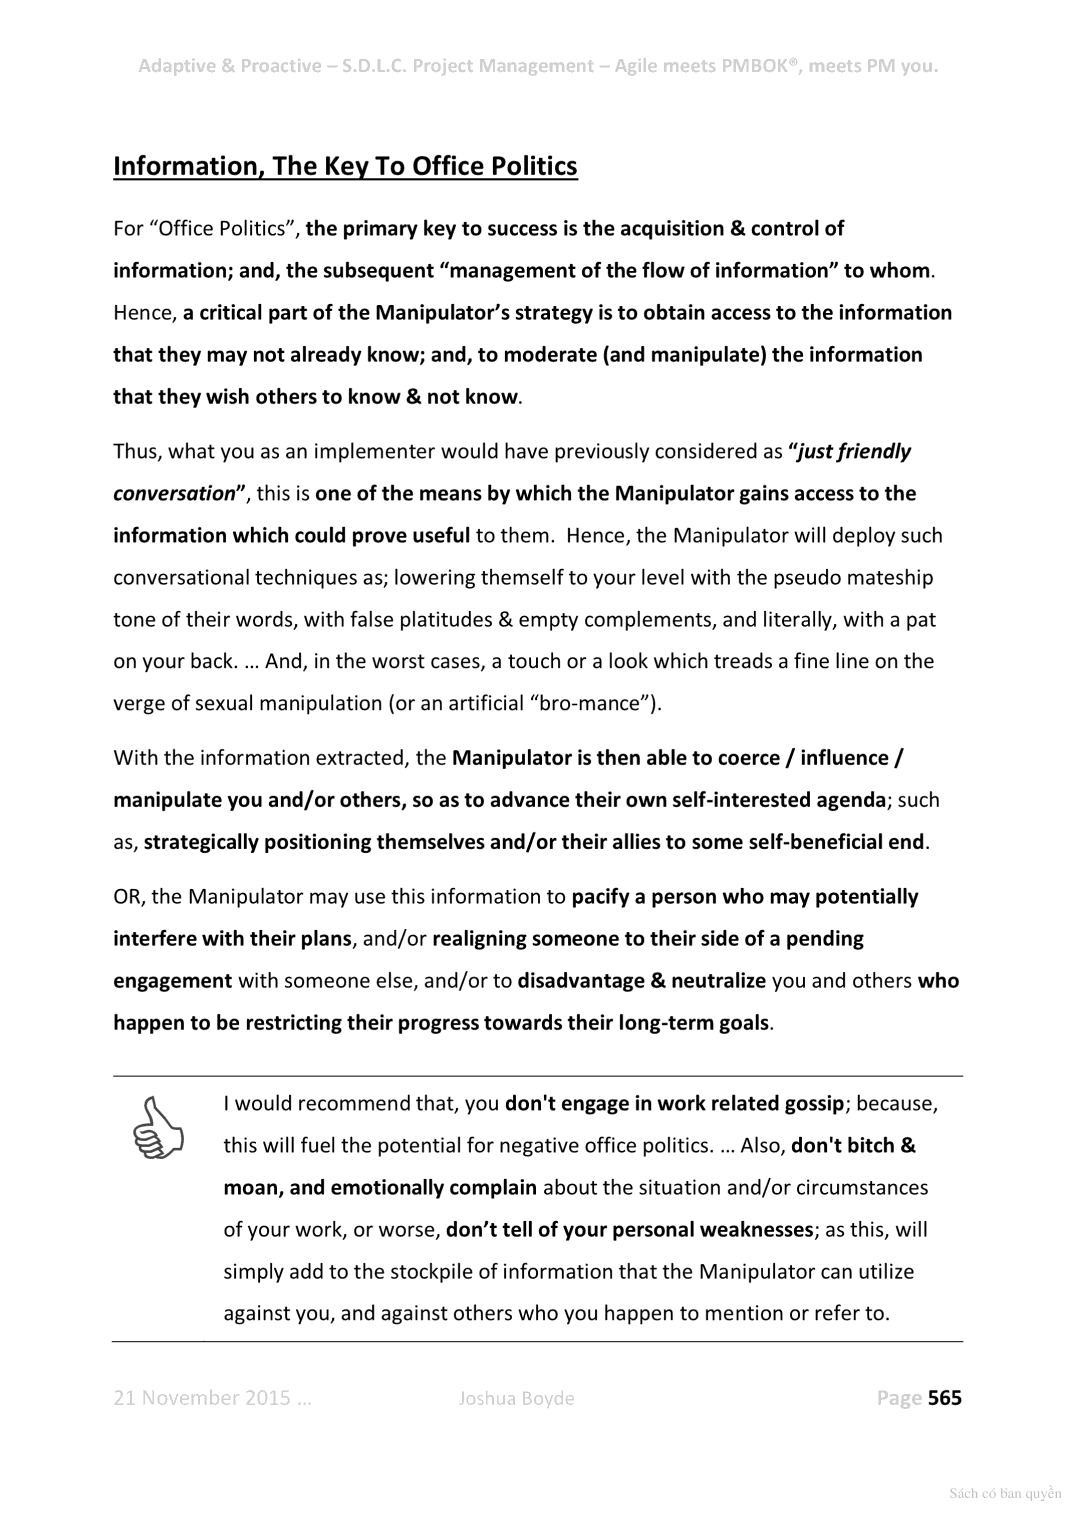 Adaptive & Proactive – S.D.L.C. Project Management – Agile meets PMBOK®, meets PM you.
Information, The Key To Office Politics
For “Office Politics”, the primary key to success is the acquisition & control of
information; and, the subsequent “management of the flow of information” to whom.
Hence, a critical part of the Manipulator’s strategy is to obtain access to the information
that they may not already know; and, to moderate (and manipulate) the information
that they wish others to know & not know.
Thus, what you as an implementer would have previously considered as “just friendly
conversation”, this is one of the means by which the Manipulator gains access to the
information which could prove useful to them.  Hence, the Manipulator will deploy such
conversational techniques as; lowering themself to your level with the pseudo mateship
tone of their words, with false platitudes & empty complements, and literally, with a pat
on your back. … And, in the worst cases, a touch or a look which treads a fine line on the
verge of sexual manipulation (or an artificial “bro-mance”).
With the information extracted, the Manipulator is then able to coerce / influence /
manipulate you and/or others, so as to advance their own self-interested agenda; such
as, strategically positioning themselves and/or their allies to some self-beneficial end.
OR, the Manipulator may use this information to pacify a person who may potentially
interfere with their plans, and/or realigning someone to their side of a pending
engagement with someone else, and/or to disadvantage & neutralize you and others who
happen to be restricting their progress towards their long-term goals.
I would recommend that, you don't engage in work related gossip; because,
this will fuel the potential for negative office politics. … Also, don't bitch &
moan, and emotionally complain about the situation and/or circumstances
of your work, or worse, don’t tell of your personal weaknesses; as this, will
simply add to the stockpile of information that the Manipulator can utilize
against you, and against others who you happen to mention or refer to.
21 November 2015 … Joshua Boyde Page 565
Sách có bản quyền